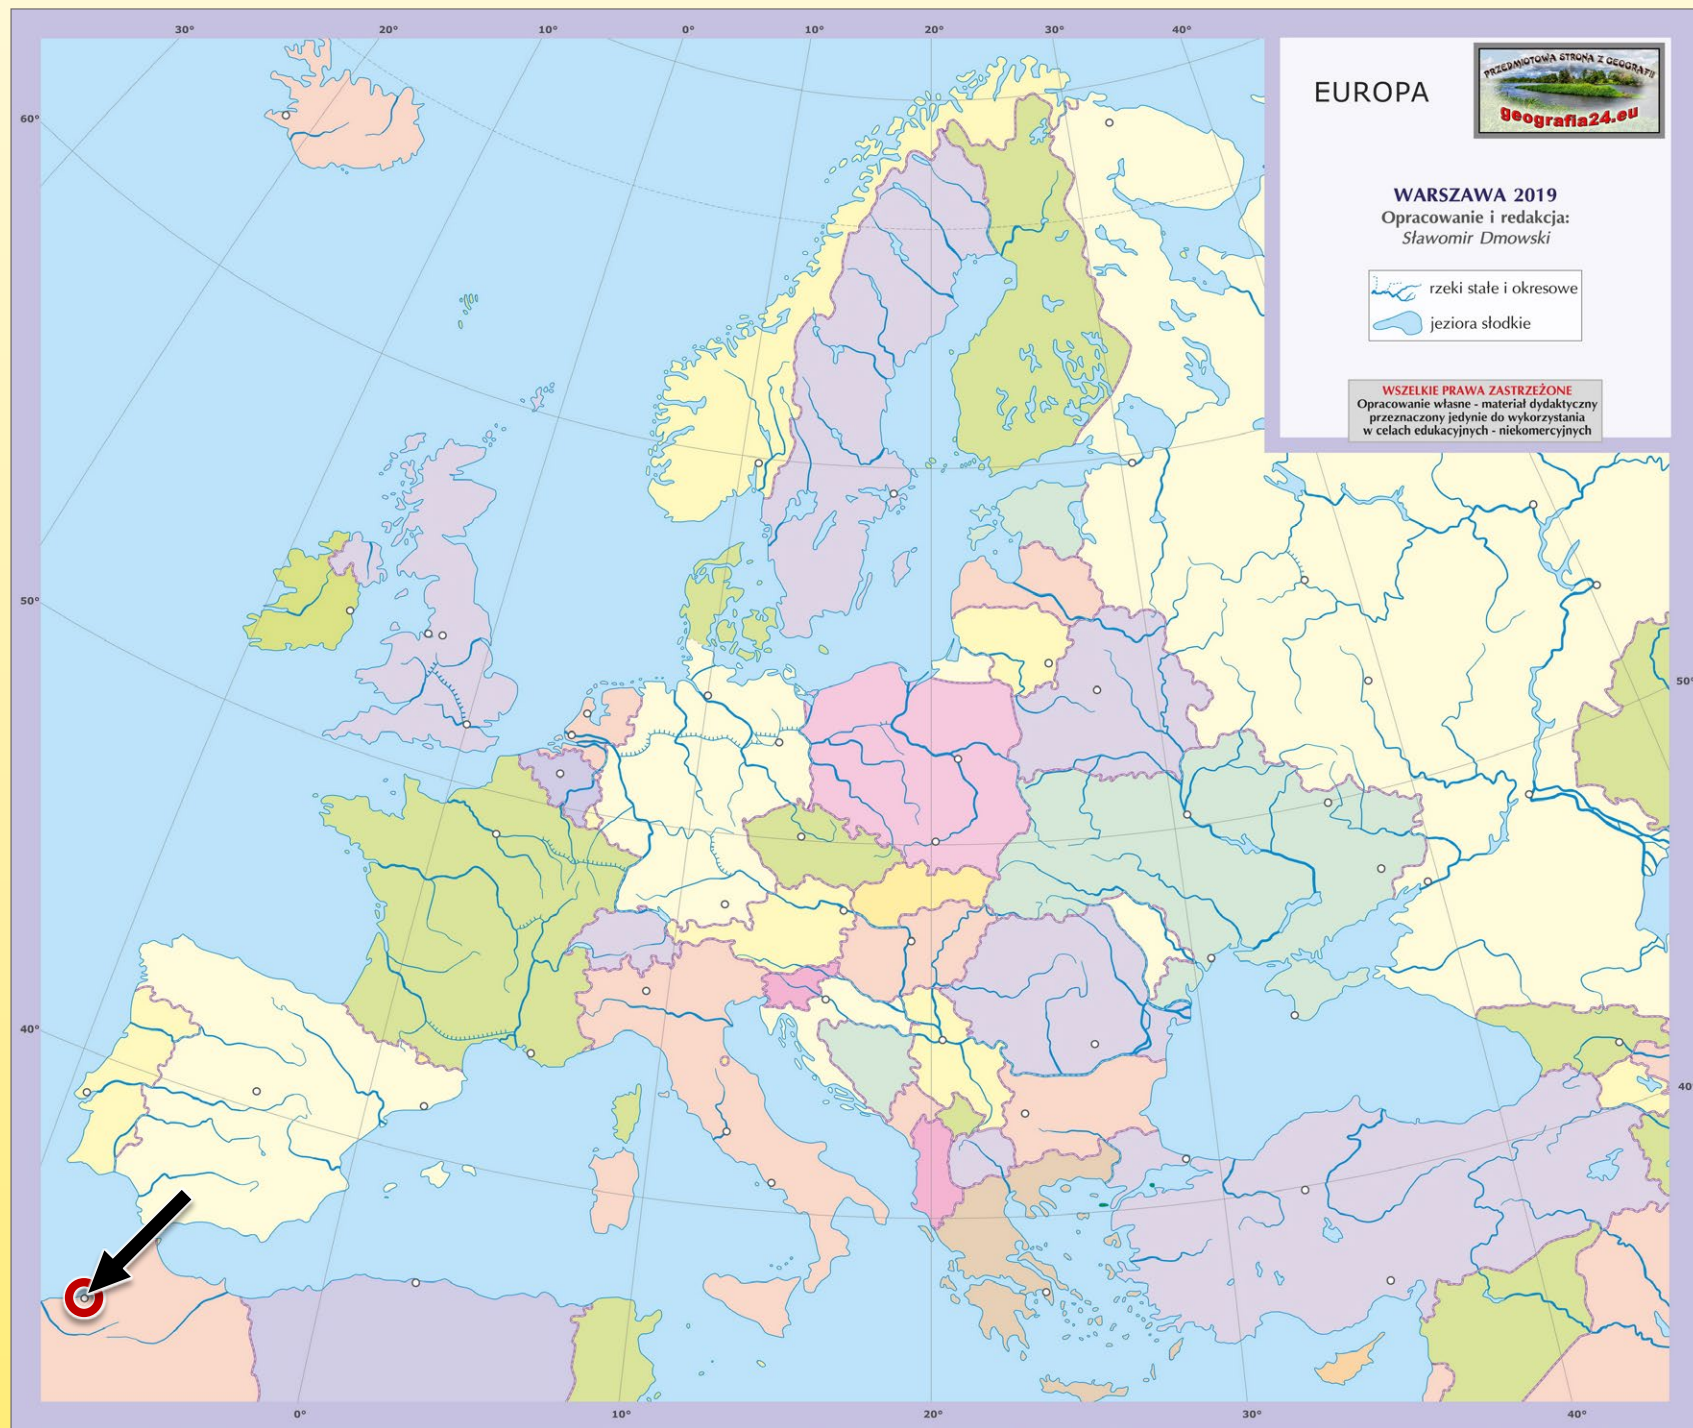 30°
20°
10°
0°
10°
20°
30°
40°
60°
50°
40°
50°
40°
0°
10°
20°
30°
40°
EUROPA
PRZEDMIOTOWA STRONA Z GEOGRAFII
geografia24.eu
WARSZAWA 2019
Opracowanie i redakcja:
Sławomir Dmowski
rzeki stałe i okresowe
jeziora słodkie
WSZELKIE PRAWA ZASTRZEŻONE
Opracowanie własne - materiał dydaktyczny
przeznaczony jedynie do wykorzystania
w celach edukacyjnych - niekomercyjnych